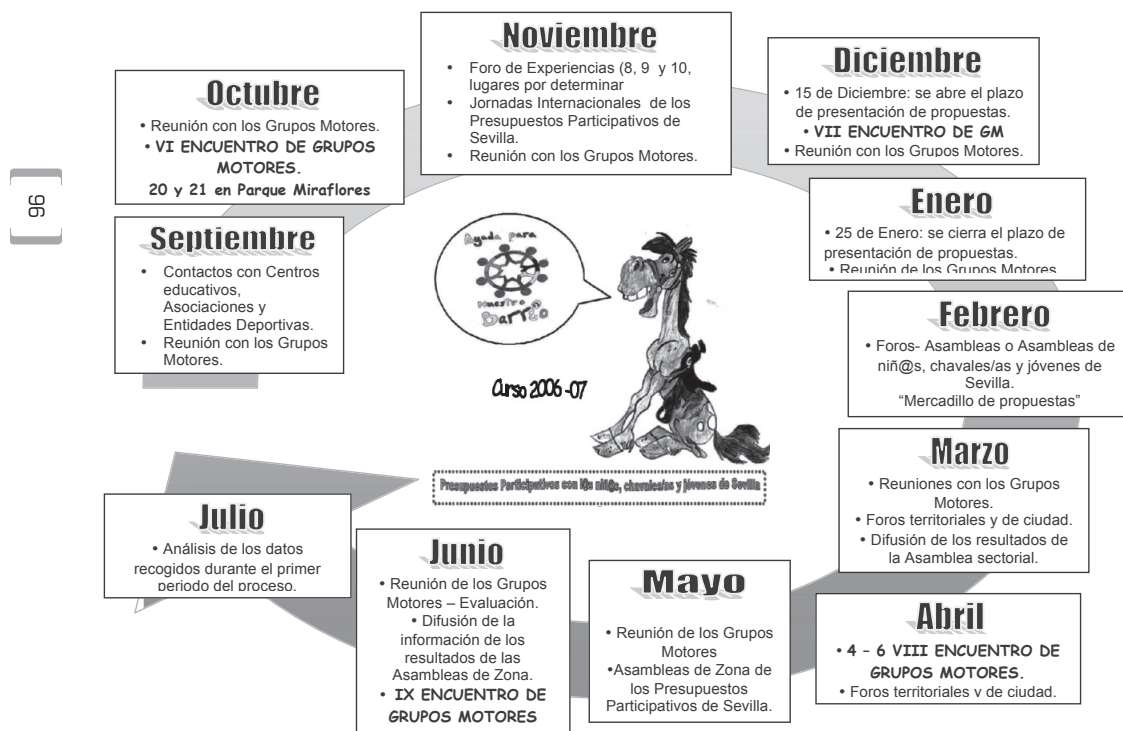 96
Septiembre
• Contactos con Centros
educativos,
Asociaciones y
Entidades Deportivas.
• Reunión con los Grupos
Motores.
Octubre
• Reunión con los Grupos Motores.
• VI ENCUENTRO DE GRUPOS
MOTORES.
20 y 21 en Parque Miraflores
Noviembre
• Foro de Experiencias (8, 9 y 10,
lugares por determinar
• Jornadas Internacionales de los
Presupuestos Participativos de
Sevilla.
• Reunión con los Grupos Motores.
Diciembre
• 15 de Diciembre: se abre el plazo
de presentación de propuestas.
• VII ENCUENTRO DE GM
• Reunión con los Grupos Motores.
Enero
• 25 de Enero: se cierra el plazo de
presentación de propuestas.
• Reunión de los Grupos Motores
Febrero
• Foros- Asambleas o Asambleas de
niñ@s, chavales/as y jóvenes de
Sevilla.
“Mercadillo de propuestas”
Marzo
• Reuniones con los Grupos
Motores.
• Foros territoriales y de ciudad.
• Difusión de los resultados de
la Asamblea sectorial.
Abril
• 4 – 6 VIII ENCUENTRO DE
GRUPOS MOTORES.
• Foros territoriales y de ciudad.
Mayo
• Reunión de los Grupos
Motores
•Asambleas de Zona de
los Presupuestos
Participativos de Sevilla.
Junio
• Reunión de los Grupos
Motores – Evaluación.
• Difusión de la
información de los
resultados de las
Asambleas de Zona.
• IX ENCUENTRO DE
GRUPOS MOTORES
Julio
• Análisis de los datos
recogidos durante el primer
periodo del proceso.
Ayuda para
Nuestro
Barrio
Curso 2006 -07
Presupuestos Participativos con l@s niñ@s, chavales/as y jóvenes de Sevilla